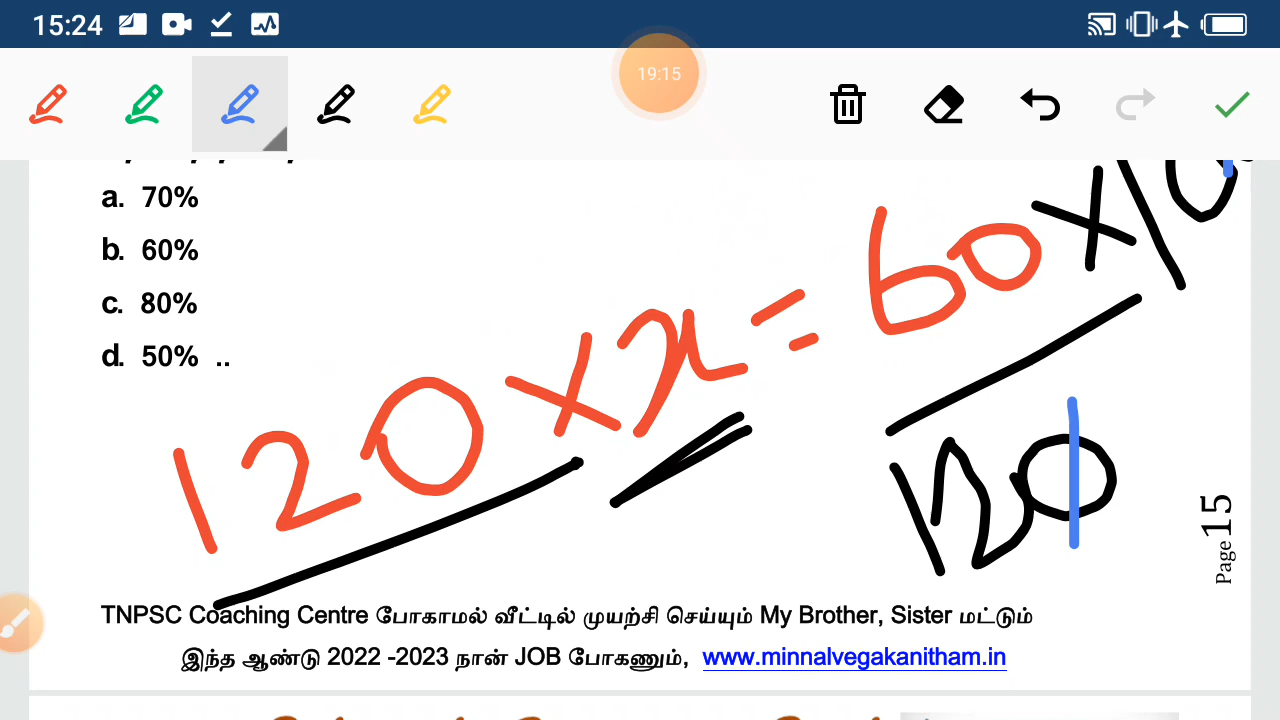 15:24
19:15
a. 70%
b. 60%
c. 80%
d. 50% ..
120 x x = 60 x 10
120
Page 15
TNPSC Coaching Centre போகாமல் வீட்டில் முயற்சி செய்யும் My Brother, Sister மட்டும்
இந்த ஆண்டு 2022 -2023 நான் JOB போகணும், www.minnalvegakanitham.in